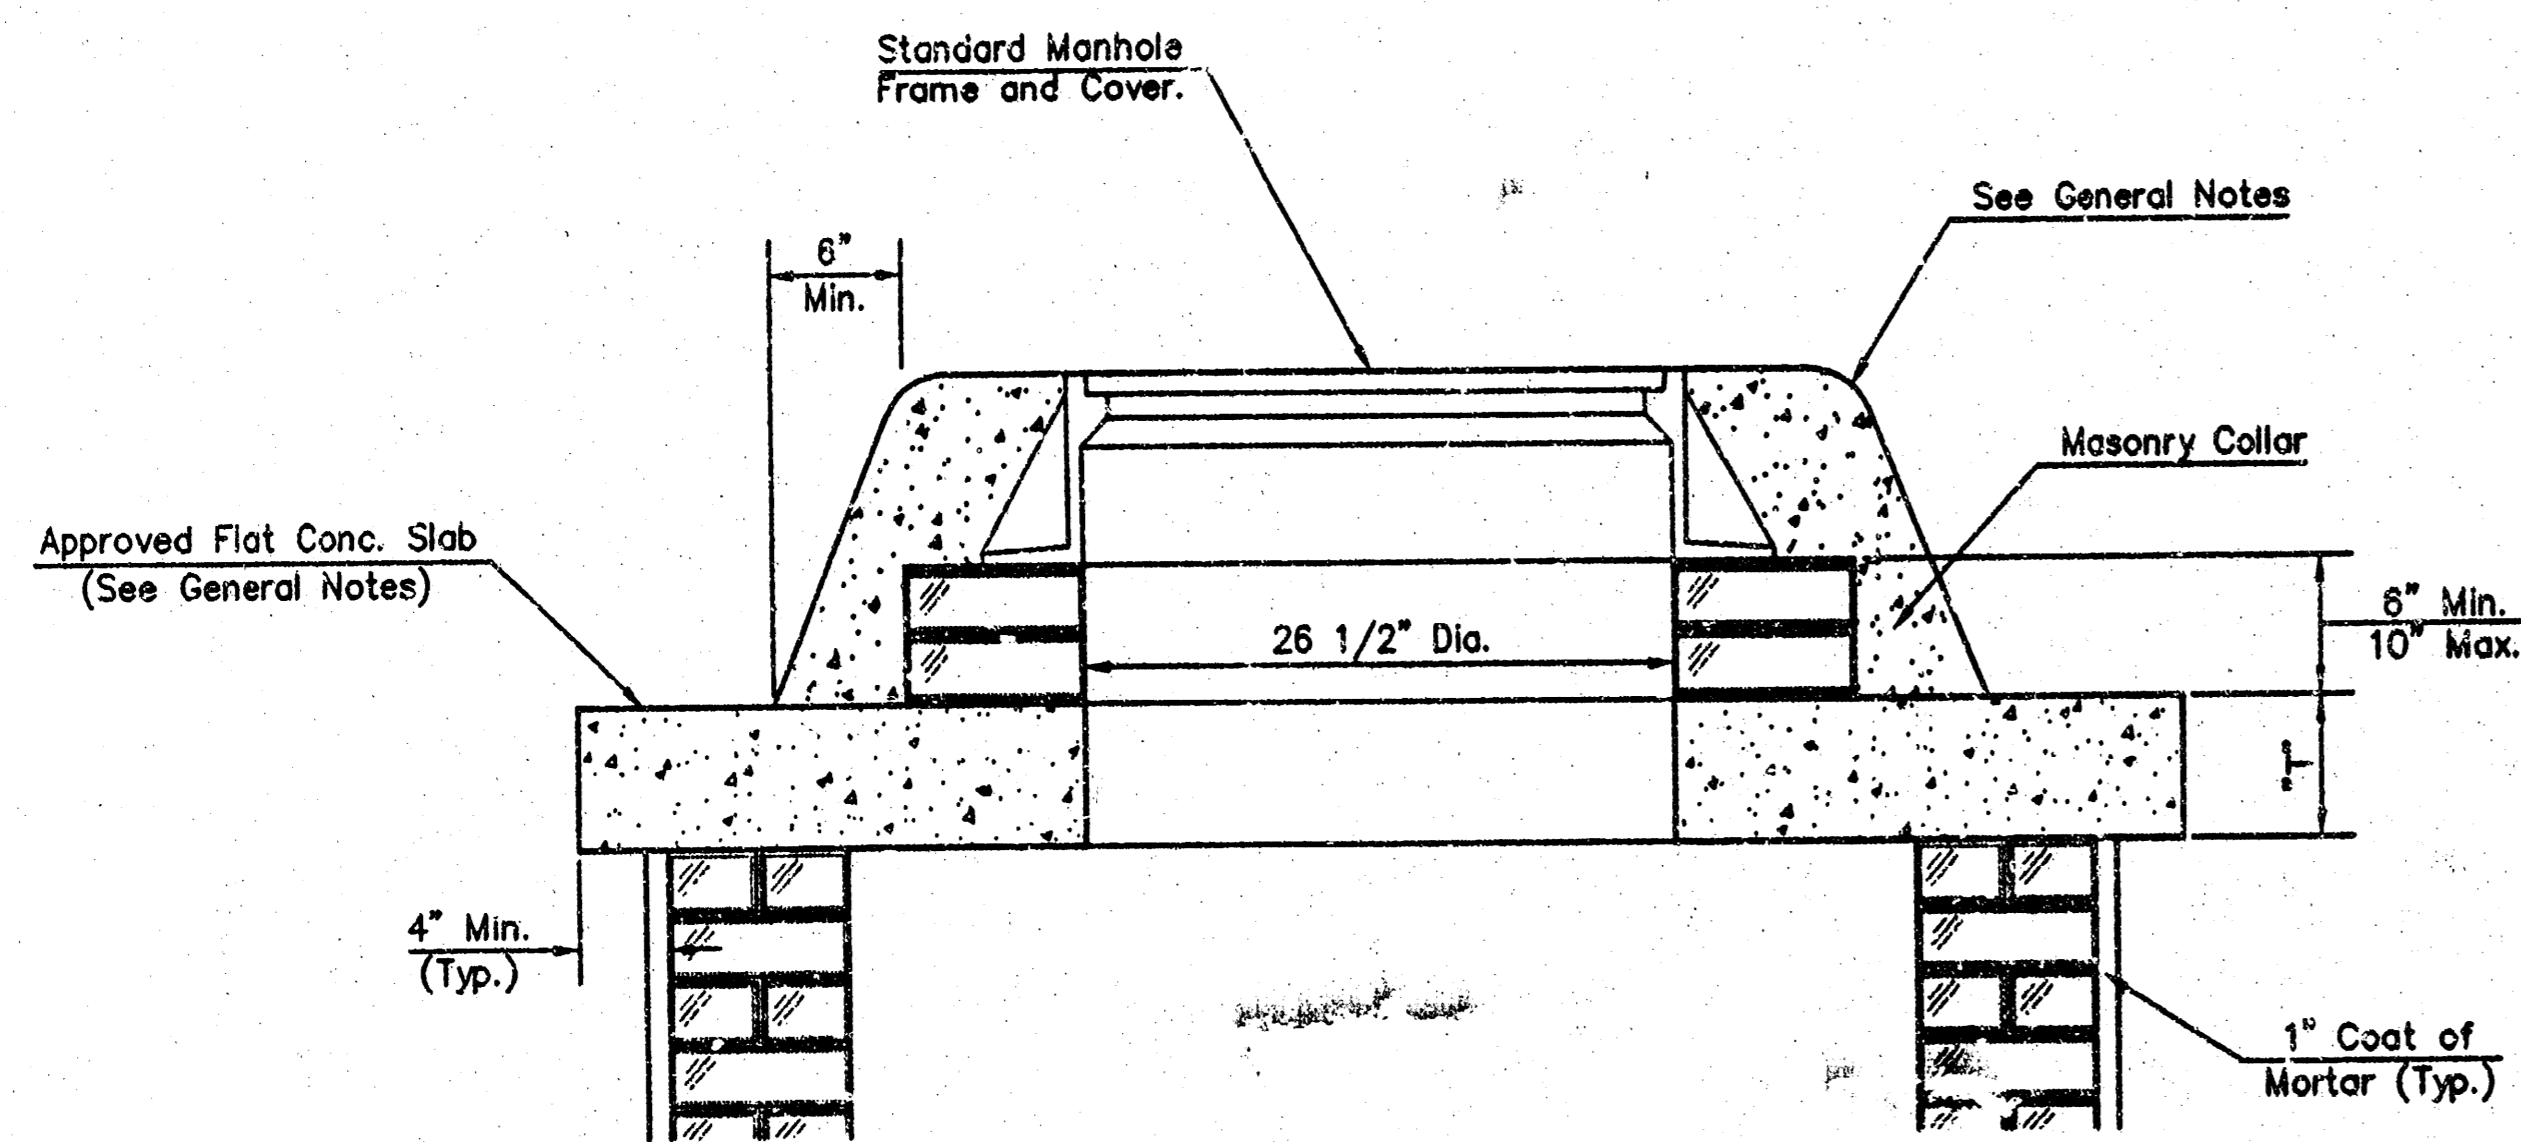 Standard Manhole
Frame and Cover.
See General Notes
6"
Min.
Masonry Collar
Approved Flat Conc. Slab
(See General Notes)
6" Min.
10" Max.
26 1/2" Dia.
"T"
4" Min.
(Typ.)
1" Coat of
Mortar (Typ.)